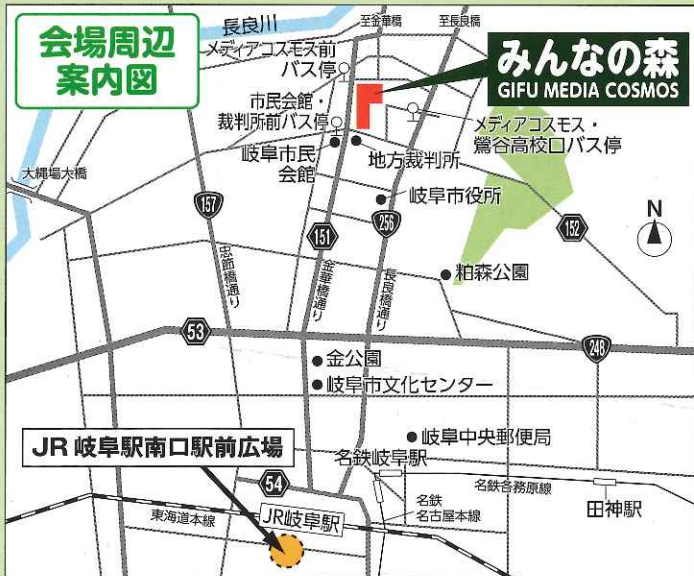 会場周辺
案内図
長良川
至金華橋
至長良橋
メディアコスモス前
バス停
みんなの森
GIFU MEDIA COSMOS
市民会館・
裁判所前バス停
メディアコスモス・
鶯谷高校口バス停
岐阜市民
会館
地方裁判所
大縄場大橋
157
岐阜市役所
256
152
N
151
忠節橋通り
金華橋通り
長良橋通り
粕森公園
53
248
金公園
岐阜市文化センター
岐阜中央郵便局
JR 岐阜駅南口駅前広場
名鉄岐阜駅
54
名鉄各務原線
田神駅
東海道本線
JR岐阜駅
名鉄
名古屋本線